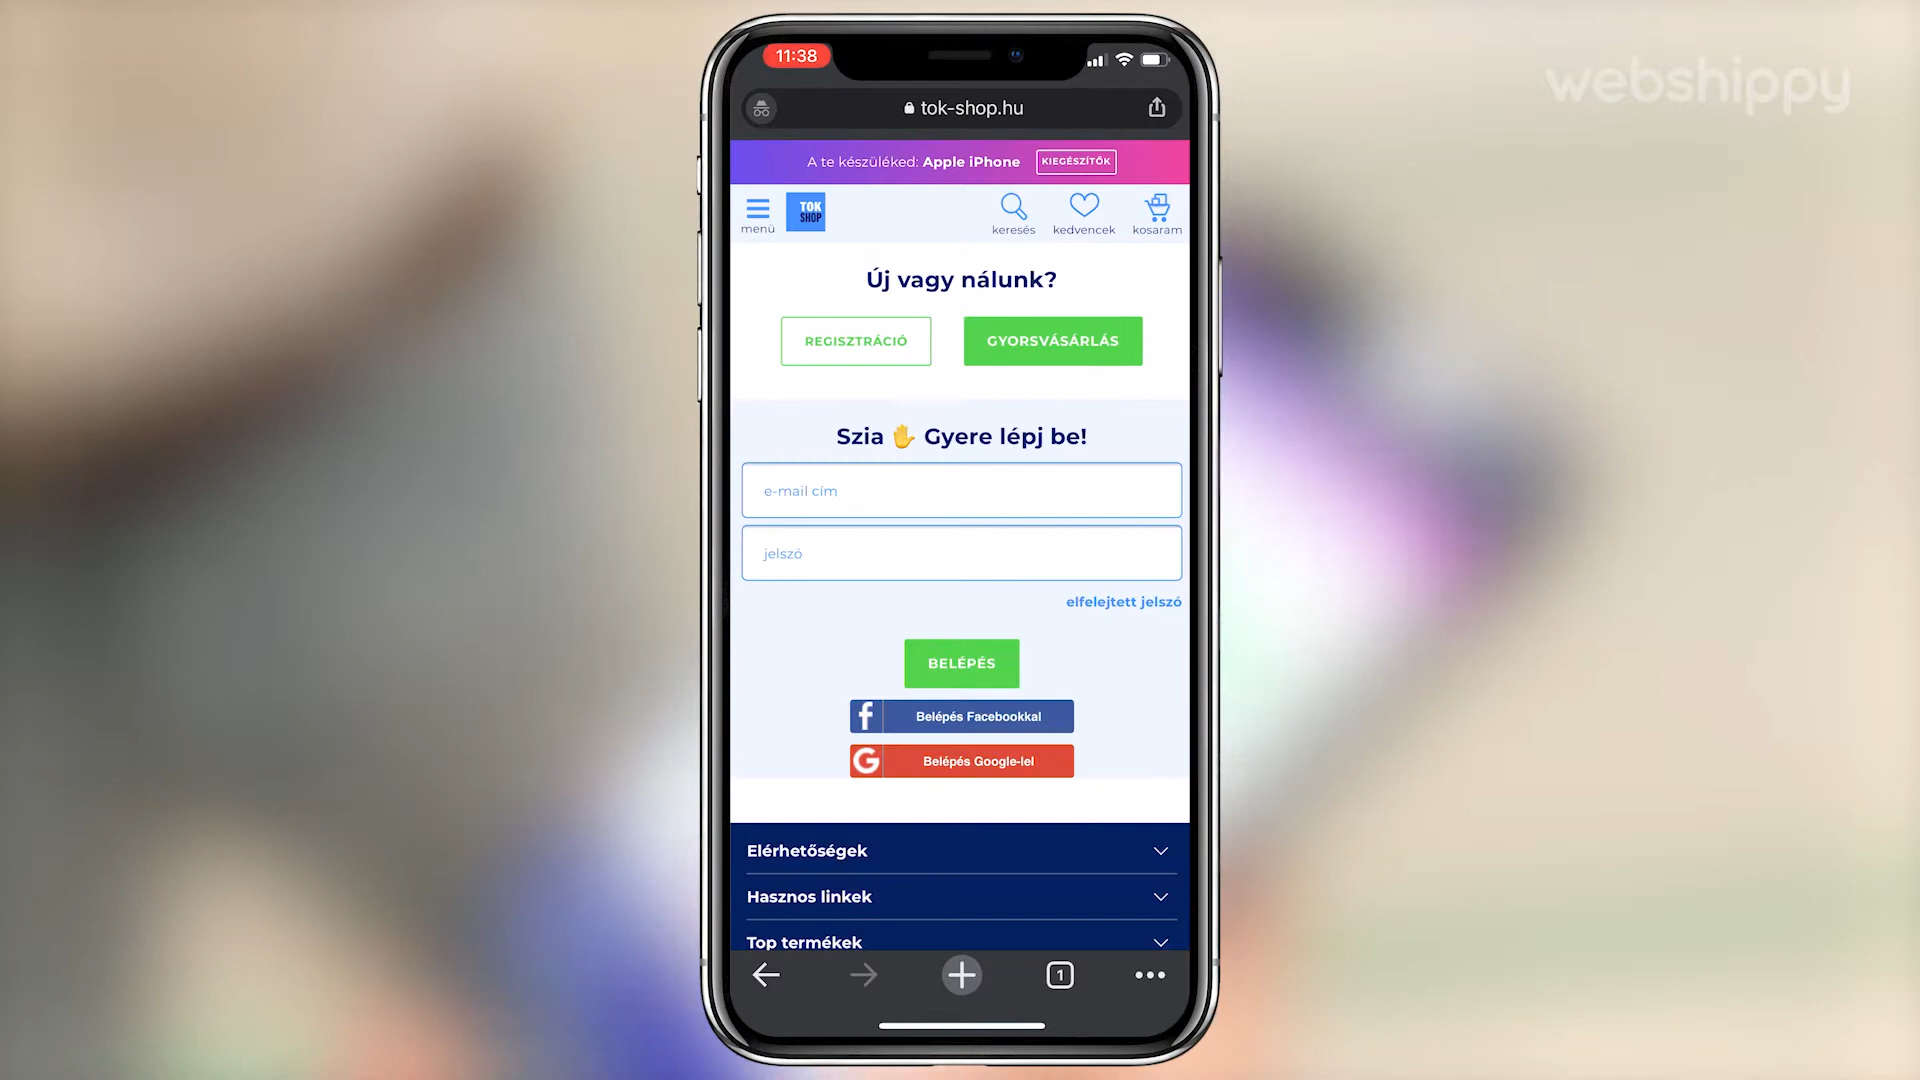 11:38
webshippy
tok-shop.hu
A te készüléked: Apple iPhone KIEGÉSZÍTŐK
TOK
SHOP
menü keresés kedvencek kosaram
Új vagy nálunk?
REGISZTRÁCIÓ GYORSVÁSÁRLÁS
Szia ✋ Gyere lépj be!
e-mail cím
jelszó
elfelejtett jelszó
BELÉPÉS
f Belépés Facebookkal
G Belépés Google-lel
Elérhetőségek
Hasznos linkek
Top termékek
1